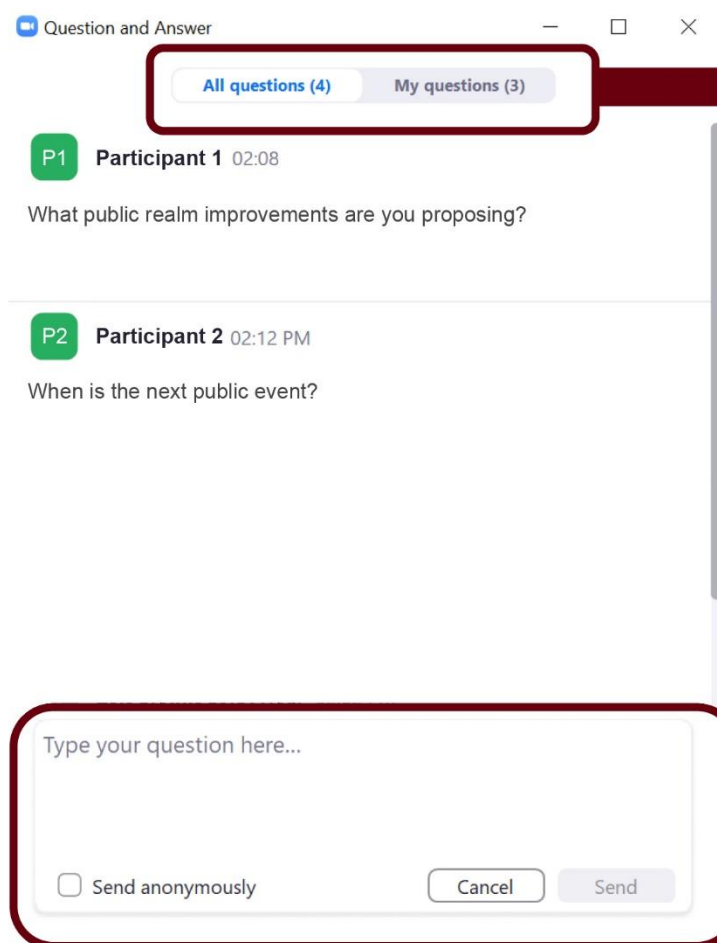 Question and Answer
All questions (4) My questions (3)
P1 Participant 1 02:08
What public realm improvements are you proposing?
P2 Participant 2 02:12 PM
When is the next public event?
Type your question here...
Send anonymously Cancel Send